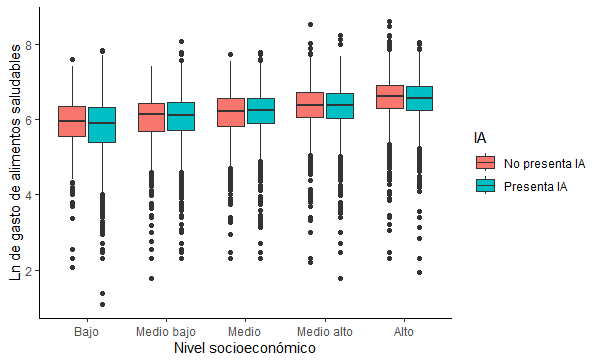 Ln de gasto de alimentos saludables
8
6
4
2
Bajo
Medio bajo
Medio
Medio alto
Alto
Nivel socioeconómico
IA
No presenta IA
Presenta IA